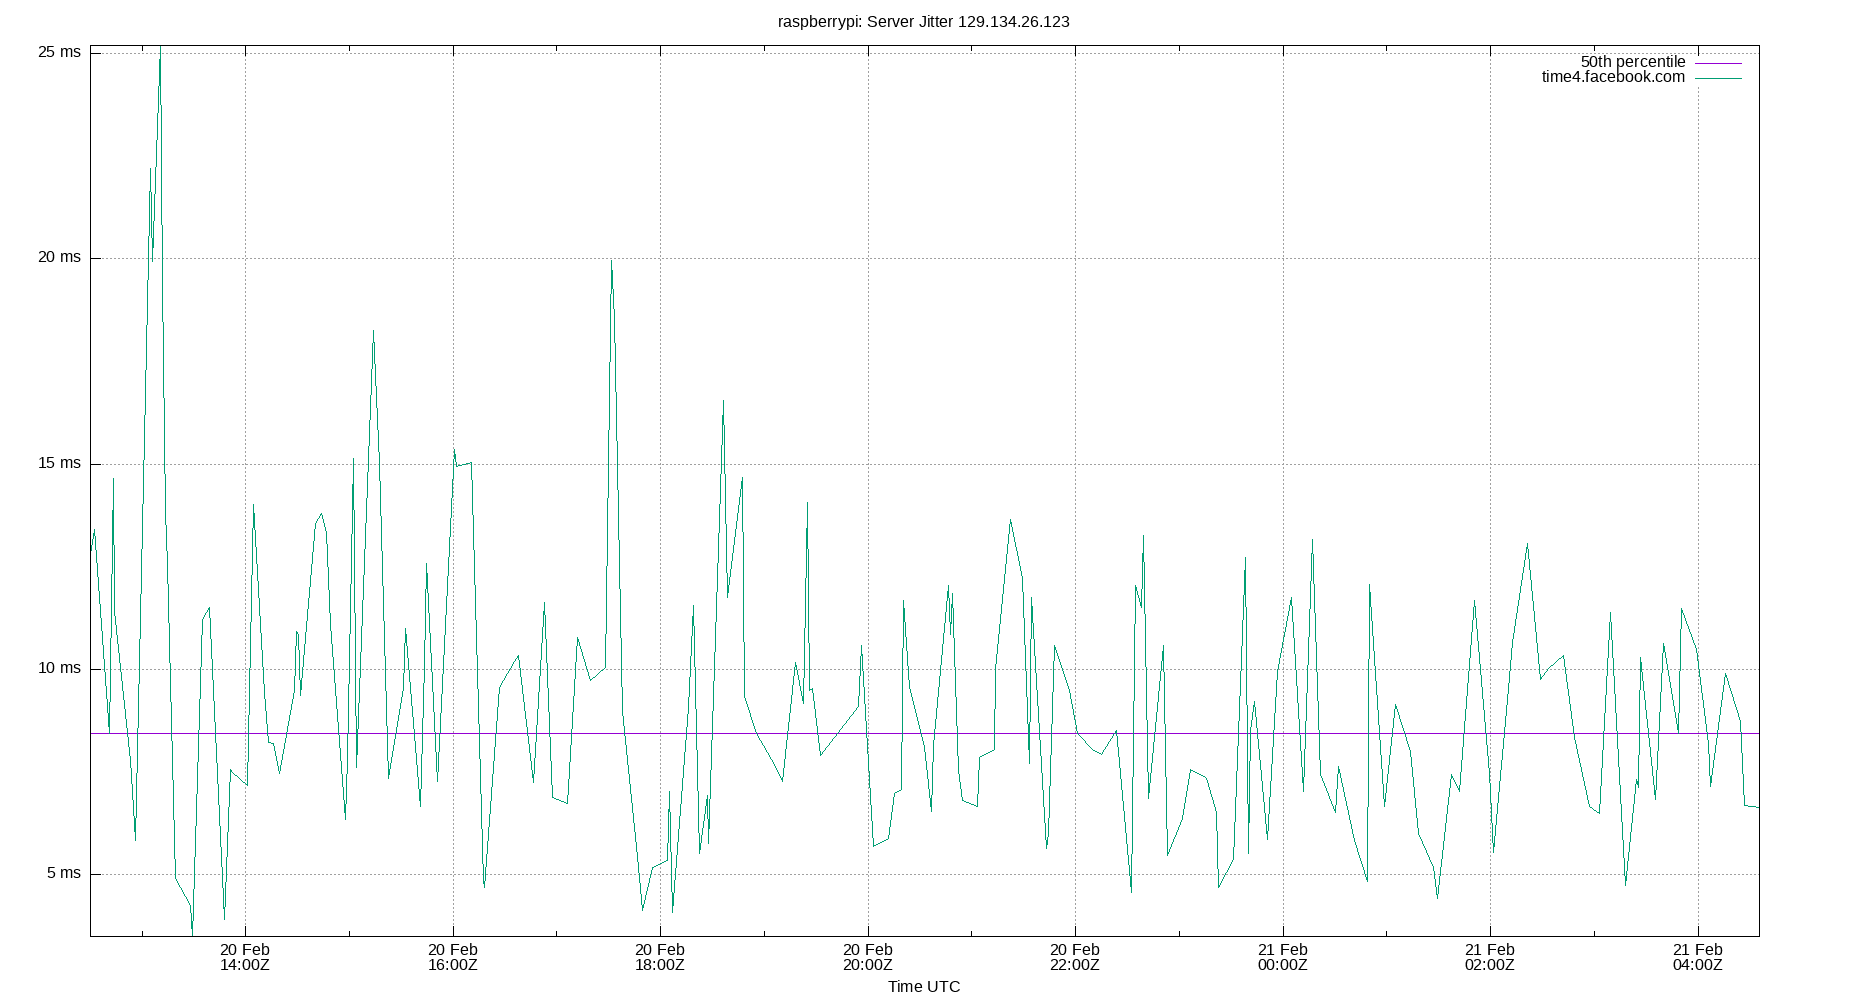 raspberrypi: Server Jitter 129.134.26.123
25 ms
50th percentile
time4.facebook.com
20 ms
15 ms
10 ms
5 ms
20 Feb 20 Feb 20 Feb 20 Feb 20 Feb 21 Feb 21 Feb 21 Feb
14:00Z 16:00Z 18:00Z 20:00Z 22:00Z 00:00Z 02:00Z 04:00Z
Time UTC